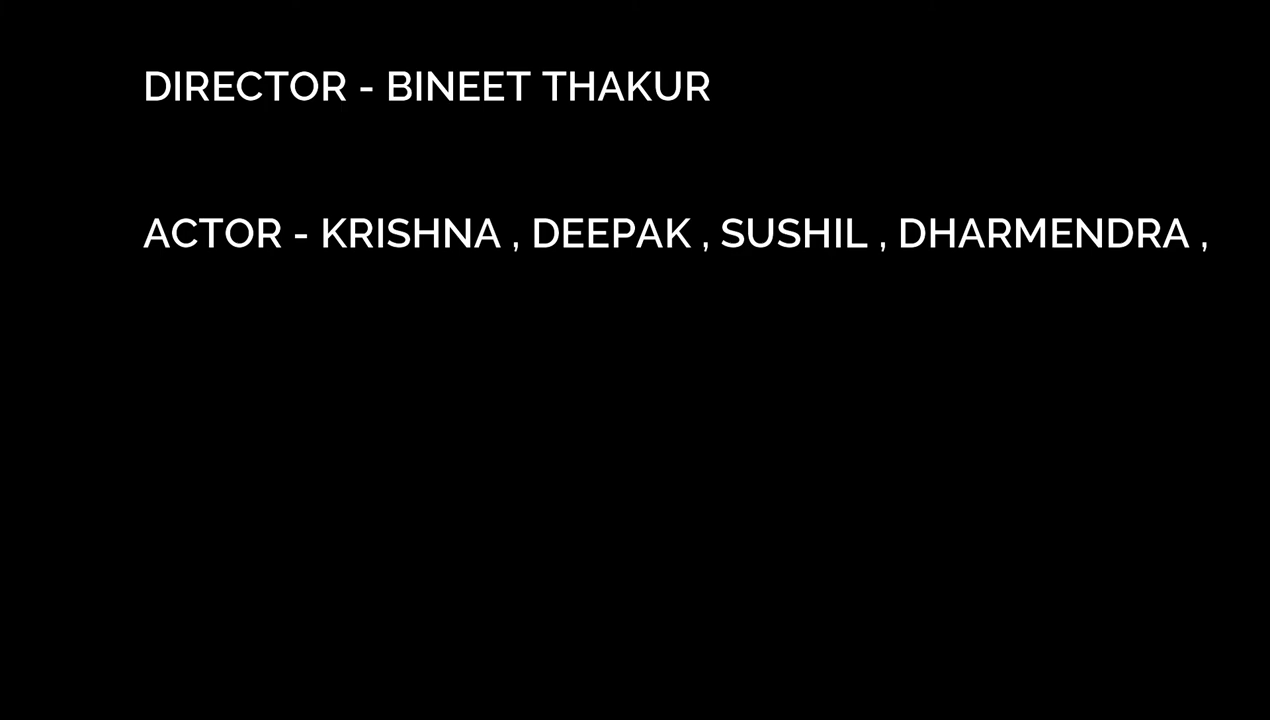 DIRECTOR - BINEET THAKUR
ACTOR - KRISHNA , DEEPAK , SUSHIL , DHARMENDRA ,